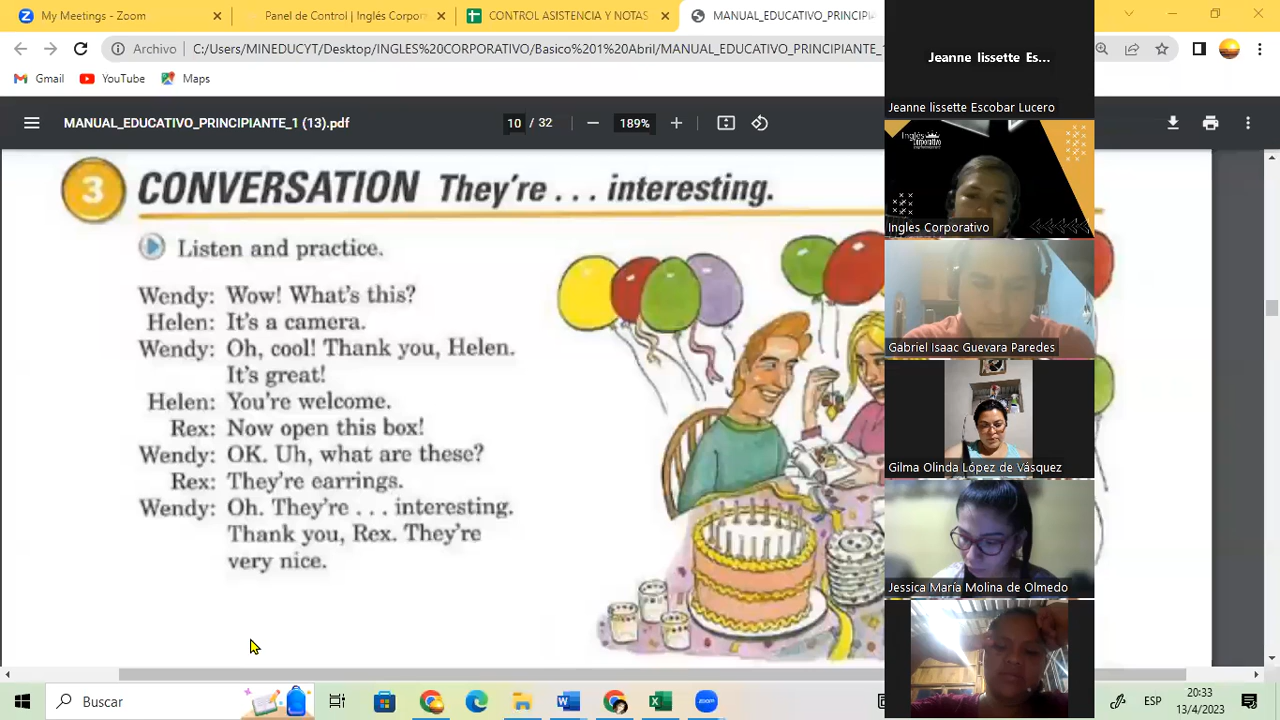 My Meetings - Zoom
Panel de Control | Inglés Corpor
CONTROL ASISTENCIA Y NOTAS
MANUAL_EDUCATIVO_PRINCIPI
Archivo
C:/Users/MINEDUCYT/Desktop/INGLES%20CORPORATIVO/Basico%201%20Abril/MANUAL_EDUCATIVO_PRINCIPIANTE_1
Gmail
YouTube
Maps
MANUAL_EDUCATIVO_PRINCIPIANTE_1 (13).pdf
10 / 32
189%
3 CONVERSATION They're . . . interesting.
Listen and practice.
Wendy: Wow! What's this?
Helen: It's a camera.
Wendy: Oh, cool! Thank you, Helen.
It's great!
Helen: You're welcome.
Rex: Now open this box!
Wendy: OK. Uh, what are these?
Rex: They're earrings.
Wendy: Oh. They're . . . interesting.
Thank you, Rex. They're
very nice.
Jeanne lissette Es...
Jeanne lissette Escobar Lucero
Inglés
Corporativo
Ingles Corporativo
Gabriel Isaac Guevara Paredes
Gilma Olinda López de Vásquez
Jessica María Molina de Olmedo
Buscar
zoom
ESP
20:33
13/4/2023